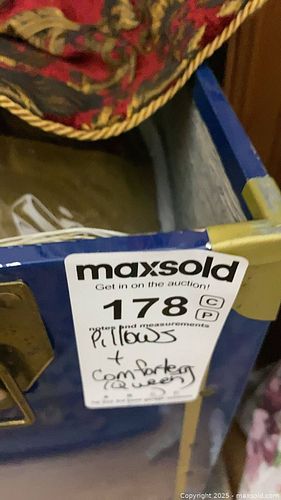 maxsold
Get in on the auction!
178 C
P
notes and measurements
Pillows
+
Comforter
(Queen)
A B C D
Copyright 2025 - maxsold.com